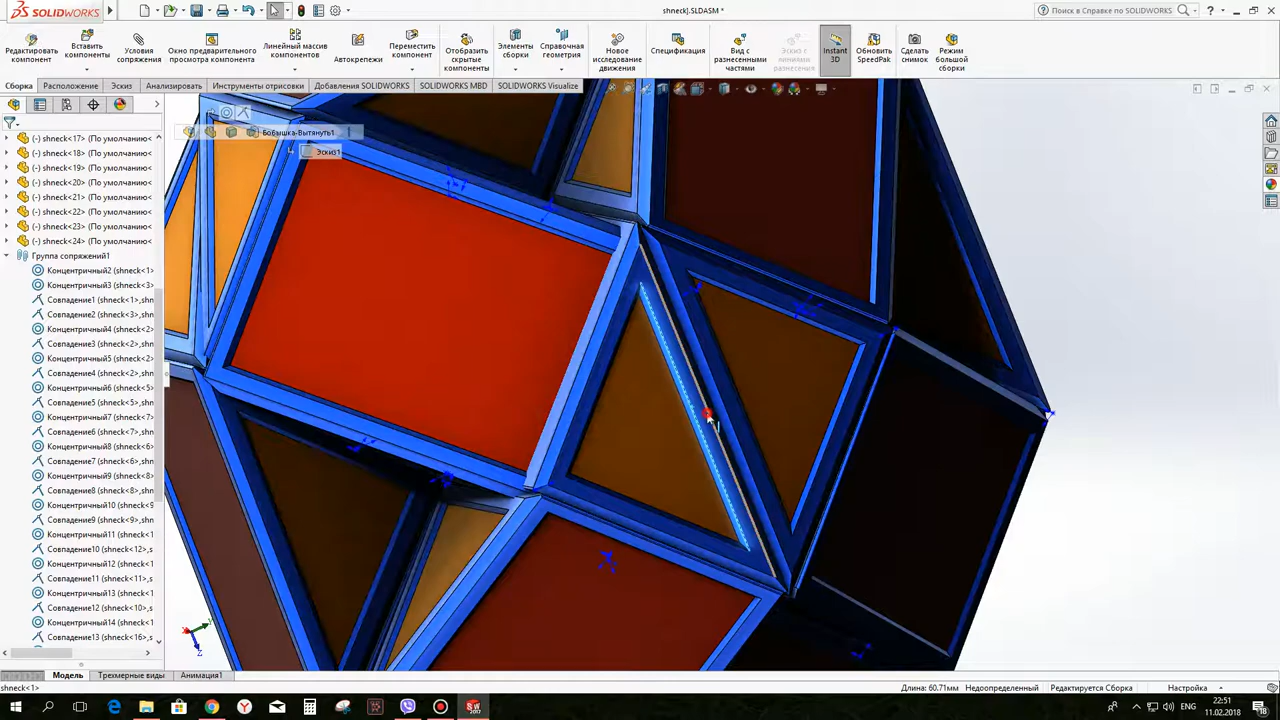 SOLIDWORKS
shneck].SLDASM *
Поиск в Справке по SOLIDWORKS
Редактировать компонент
Вставить компоненты
Условия сопряжения
Окно предварительного просмотра компонента
Линейный массив компонентов
Автокрепежи
Переместить компонент
Отобразить скрытые компоненты
Элементы сборки
Справочная геометрия
Новое исследование движения
Спецификация
Вид с разнесенными частями
Эскиз с линиями разнесения
Instant 3D
Обновить SpeedPak
Сделать снимок
Режим большой сборки
Сборка
Расположение
Эскиз
Анализировать
Инструменты отрисовки
Добавления SOLIDWORKS
SOLIDWORKS MBD
SOLIDWORKS Visualize
Бобышка-Вытянуть1
Эскиз1
(-) shneck<17> (По умолчанию<
(-) shneck<18> (По умолчанию<
(-) shneck<19> (По умолчанию<
(-) shneck<20> (По умолчанию<
(-) shneck<21> (По умолчанию<
(-) shneck<22> (По умолчанию<
(-) shneck<23> (По умолчанию<
(-) shneck<24> (По умолчанию<
Группа сопряжений1
Концентричный2 (shneck<1>
Концентричный3 (shneck<3>
Совпадение1 (shneck<1>,shn
Совпадение2 (shneck<3>,shn
Концентричный4 (shneck<2>
Совпадение3 (shneck<2>,shn
Концентричный5 (shneck<2>
Совпадение4 (shneck<2>,shn
Концентричный6 (shneck<5>
Совпадение5 (shneck<6>,shn
Концентричный7 (shneck<6>
Совпадение6 (shneck<7>,shn
Концентричный8 (shneck<6>
Совпадение7 (shneck<6>,shn
Концентричный9 (shneck<8>
Совпадение8 (shneck<8>,shn
Концентричный10 (shneck<9
Совпадение9 (shneck<9>,shn
Концентричный11 (shneck<1
Совпадение10 (shneck<12>,s
Совпадение11 (shneck<13>,s
Концентричный12 (shneck<1
Концентричный13 (shneck<1
Совпадение12 (shneck<10>,s
Концентричный14 (shneck<1
Совпадение13 (shneck<16>,s
X
Y
Z
Модель
Трехмерные виды
Анимация1
shneck<1>
Длина: 60.71мм
Недоопределенный
Редактируется Сборка
Настройка
ENG
22:51
11.02.2018